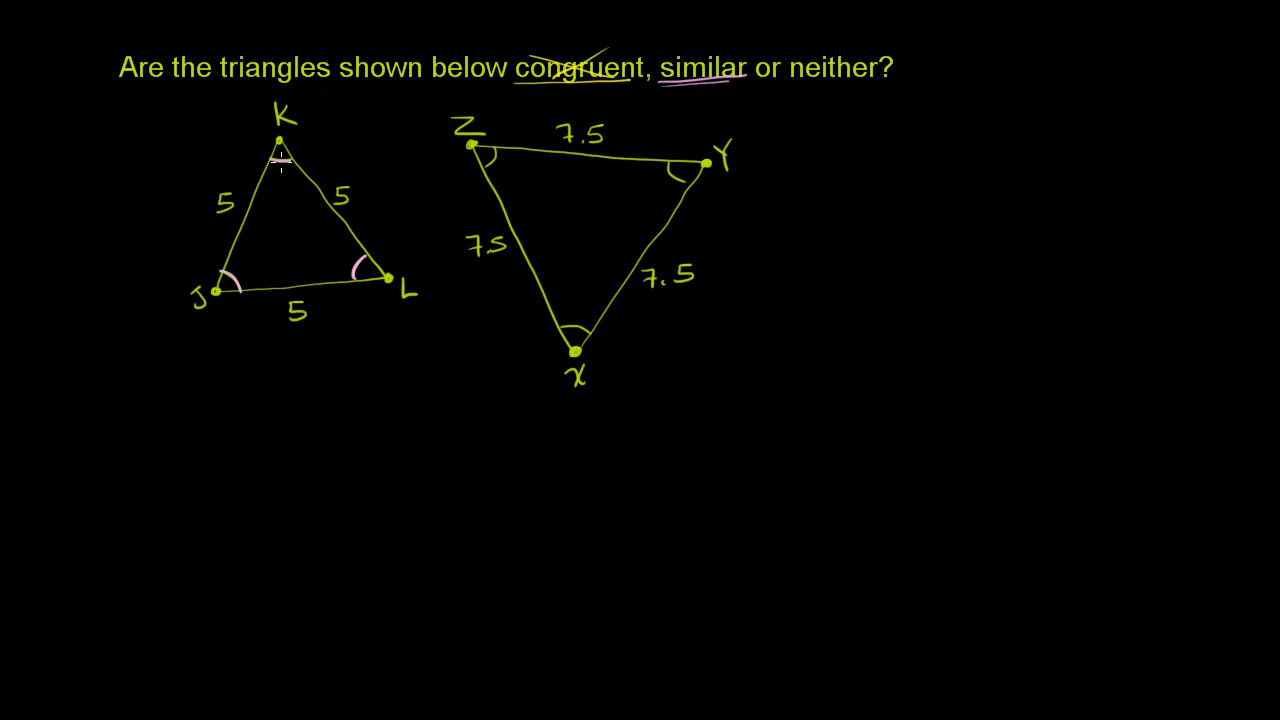 Are the triangles shown below congruent, similar or neither?
K
Z
7.5
Y
5
5
7.5
7.5
J
L
5
X